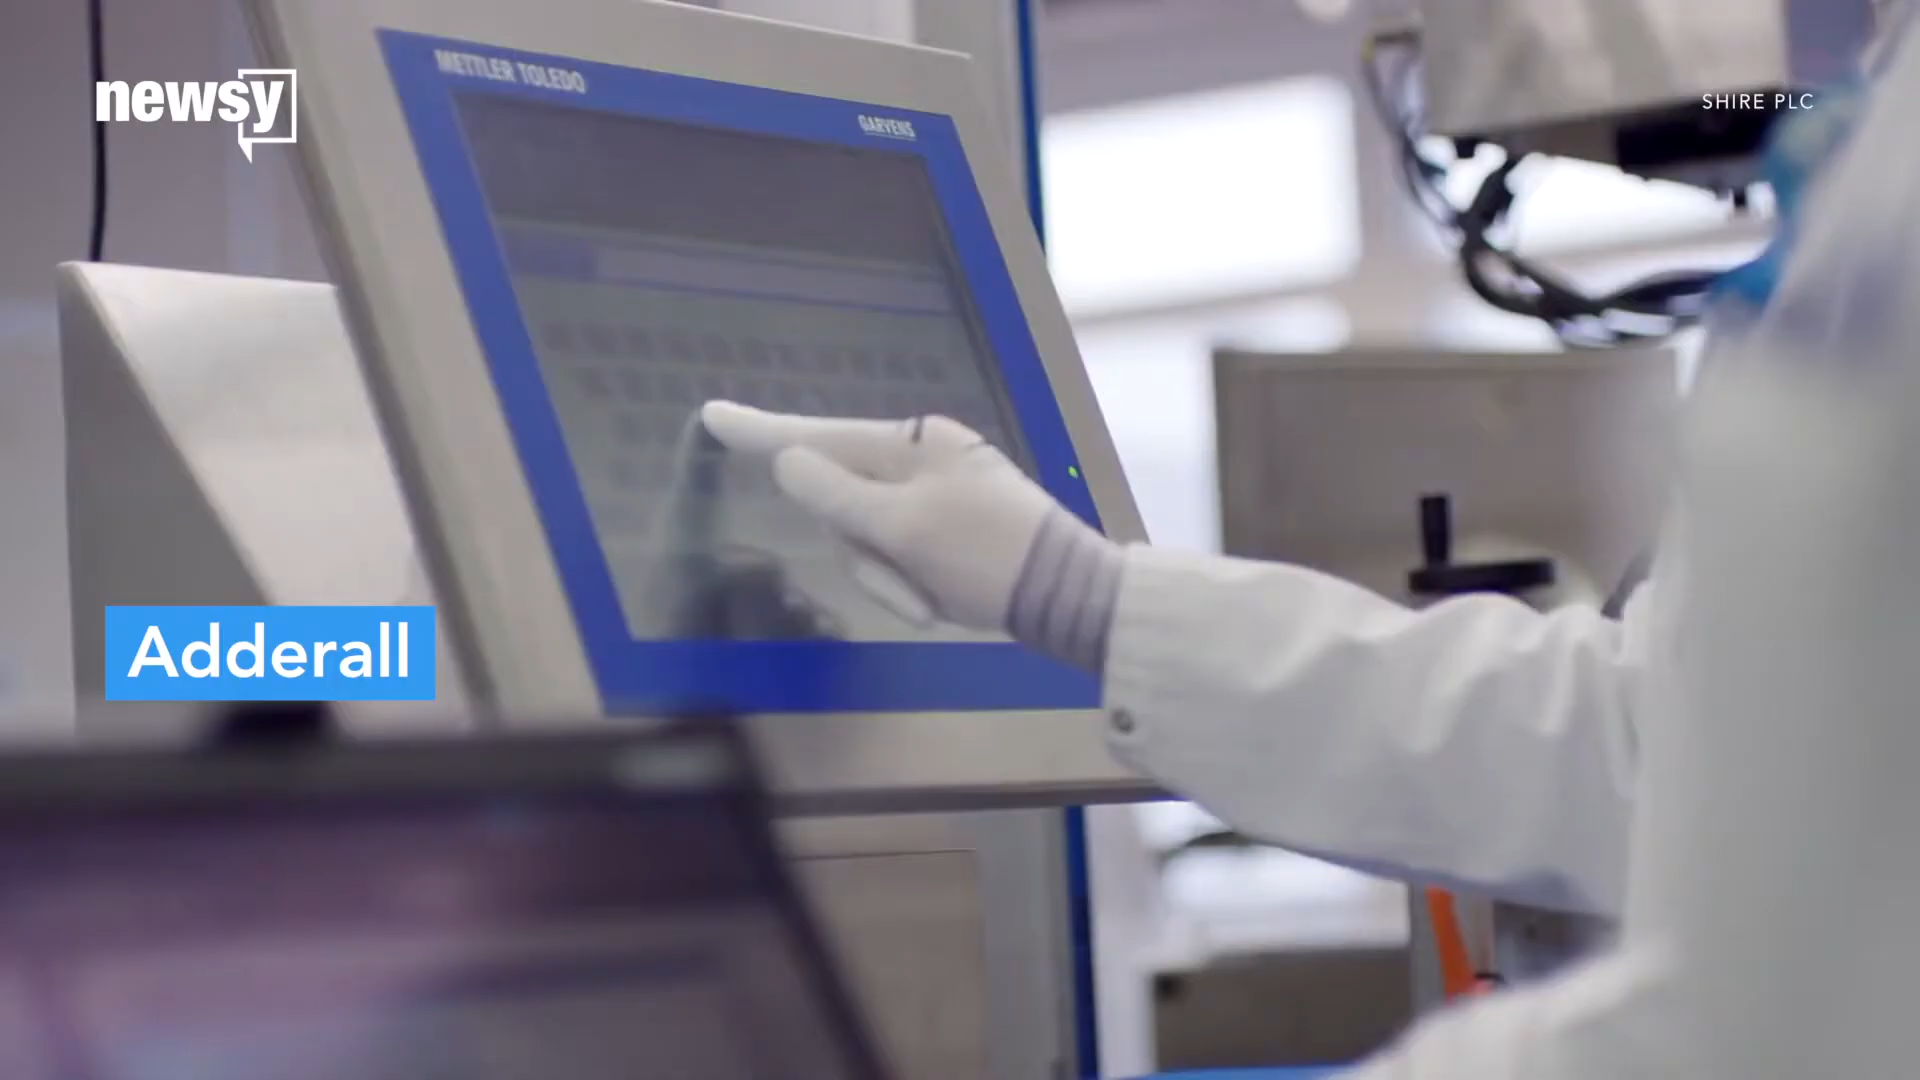 newsy
METTLER TOLEDO
GARVENS
SHIRE PLC
Adderall